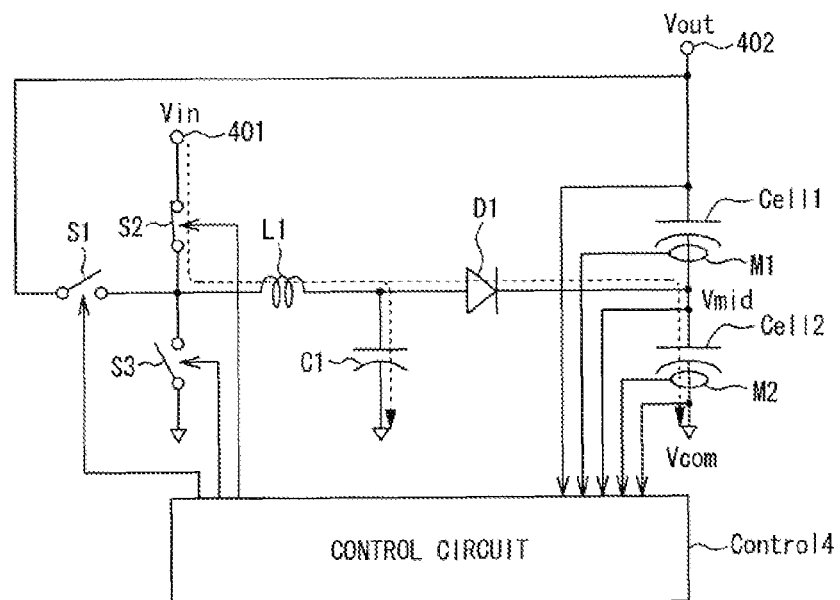 Vout
402
Vin
401
S1
S2
L1
D1
Cell1
M1
Vmid
Cell2
S3
C1
M2
Vcom
CONTROL CIRCUIT
Control4